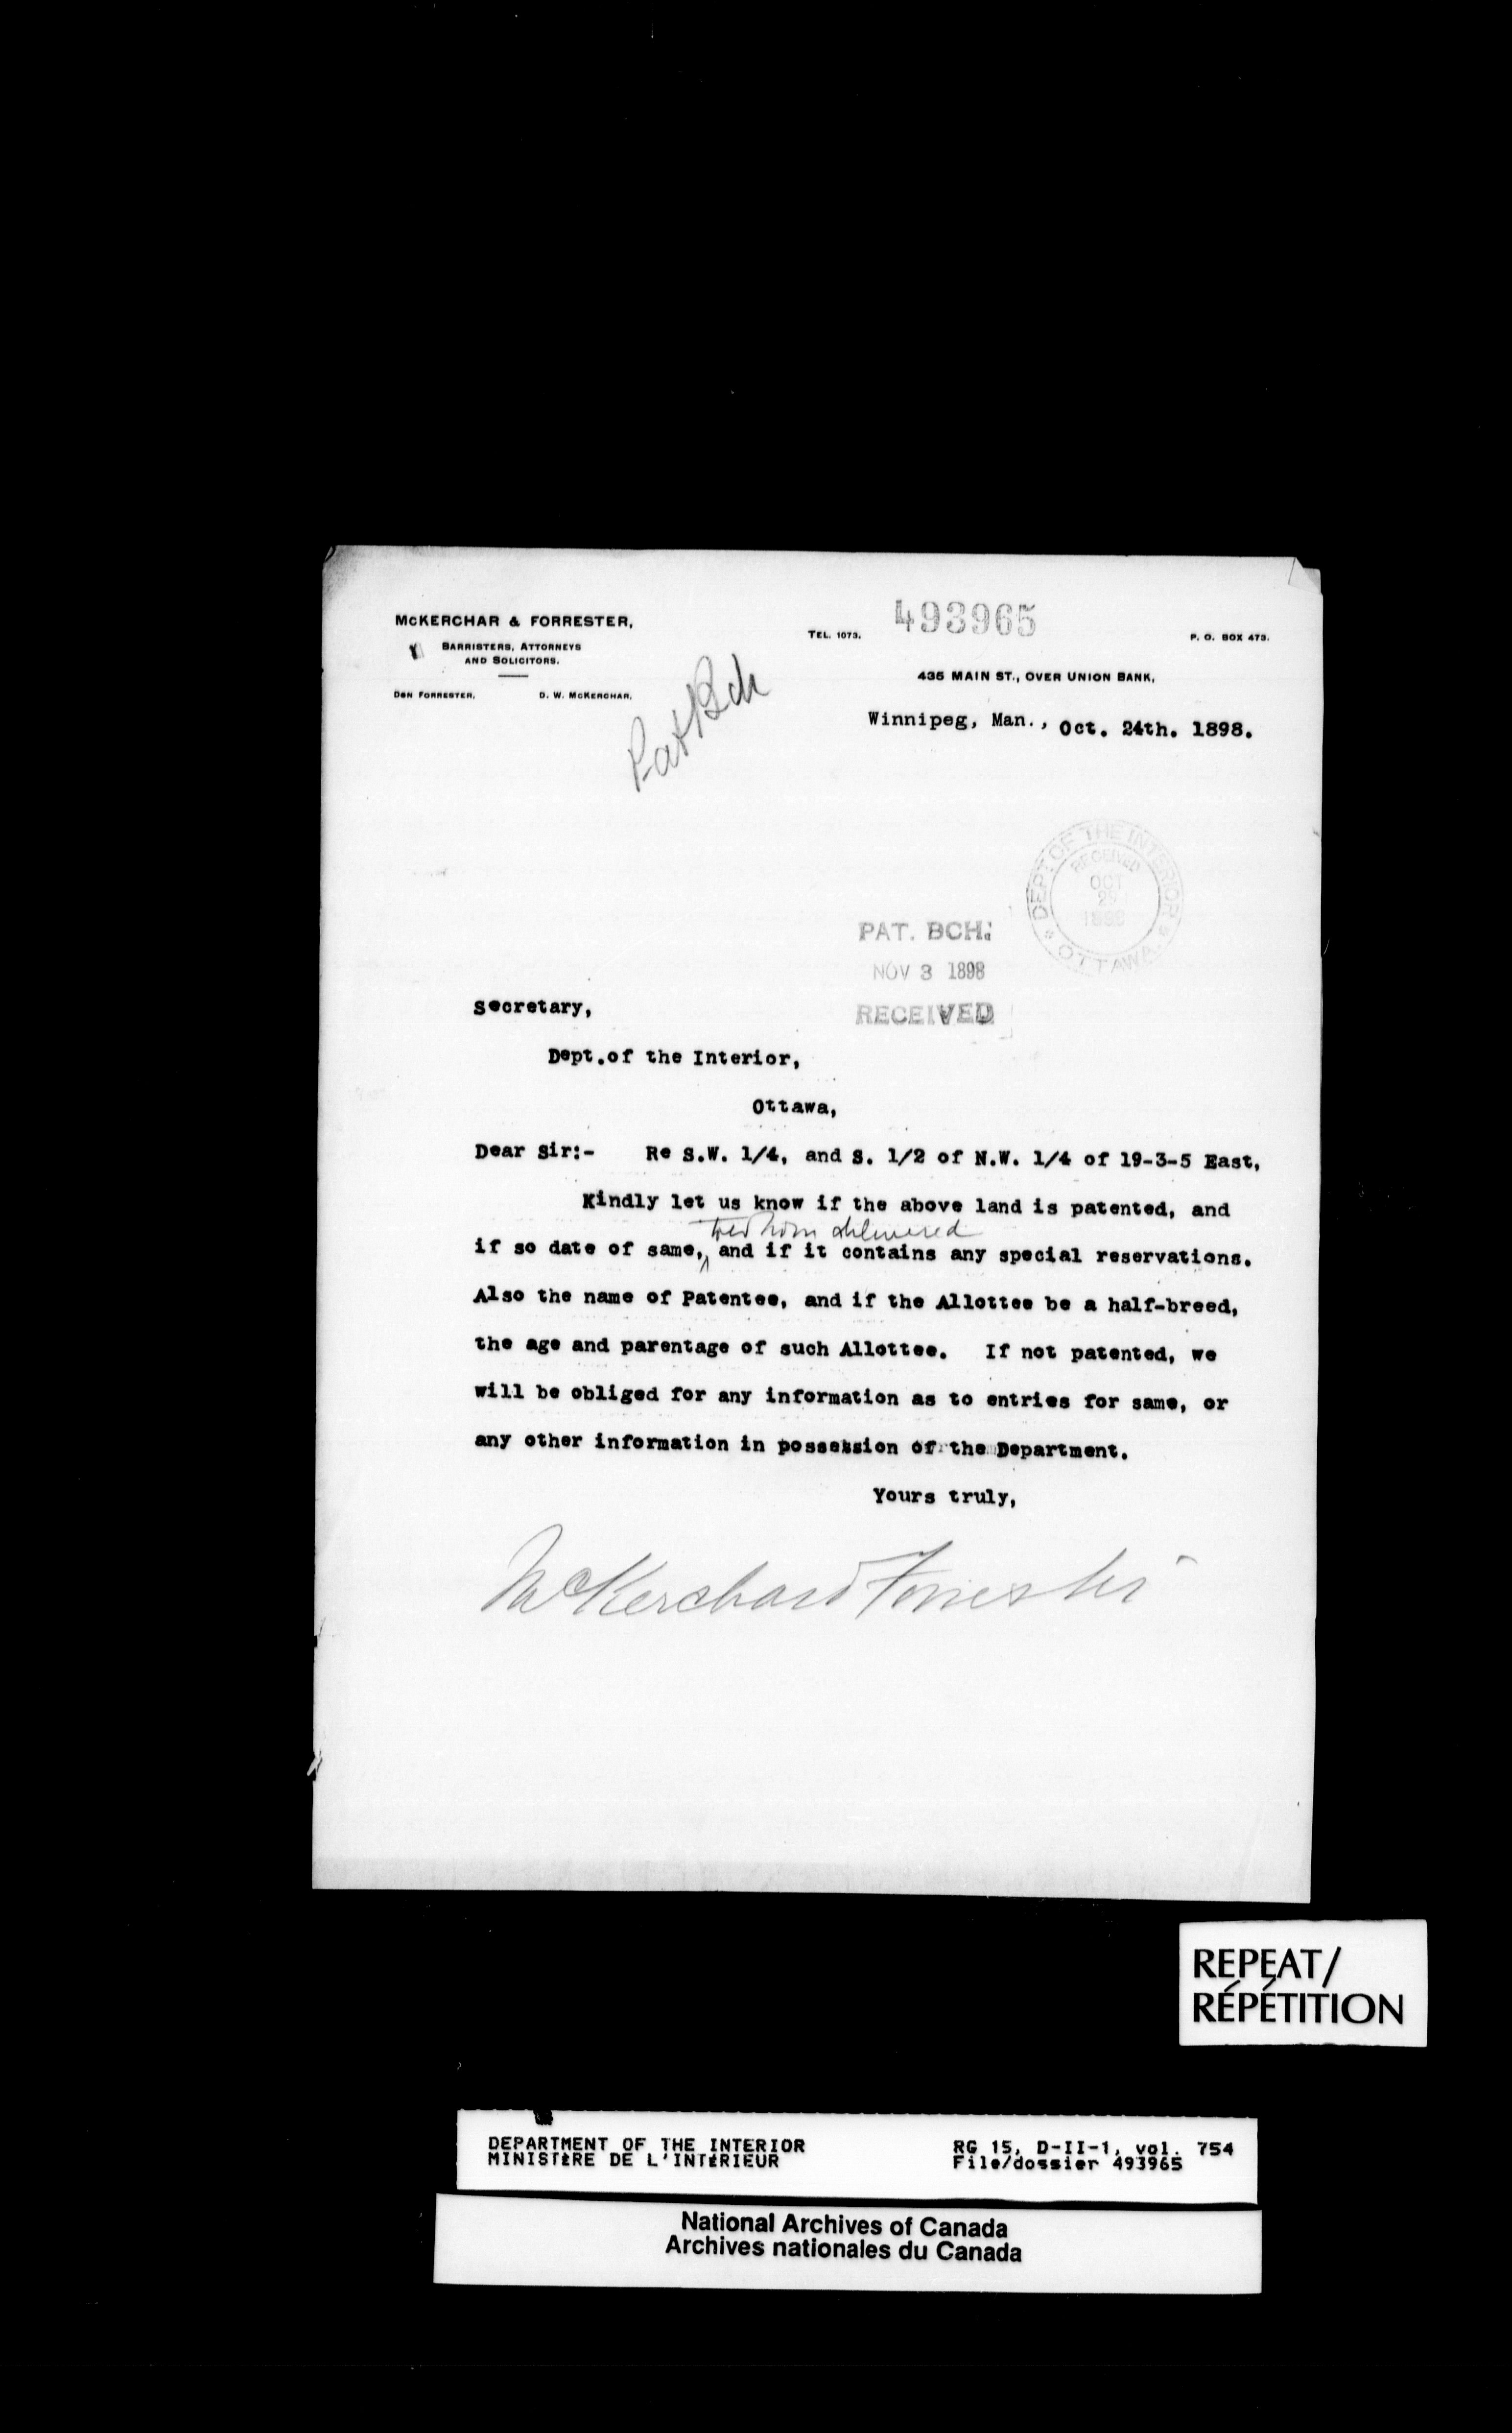 McKERCHAR & FORRESTER,
BARRISTERS, ATTORNEYS
AND SOLICITORS.
DON FORRESTER. D. W. McKERCHAR.
TEL. 1073.
493965
P. O. BOX 473.
435 MAIN ST., OVER UNION BANK,
Winnipeg, Man., Oct. 24th. 1898.
Pat Bch
DEPT. OF THE INTERIOR
RECEIVED
OCT
29
1898
OTTAWA.
PAT. BCH.
NOV 3 1898
RECEIVED
Secretary,
Dept.of the Interior,
Ottawa,
Dear Sir:- Re S.W. 1/4, and S. 1/2 of N.W. 1/4 of 19-3-5 East,
Kindly let us know if the above land is patented, and
to whom delivered
if so date of same, and if it contains any special reservations.
Also the name of Patentee, and if the Allottee be a half-breed,
the age and parentage of such Allottee. If not patented, we
will be obliged for any information as to entries for same, or
any other information in possession of the Department.
Yours truly,
McKerchar & Forrester
REPEAT/
RÉPÉTITION
DEPARTMENT OF THE INTERIOR RG 15, D-II-1, vol. 754
MINISTÈRE DE L'INTÉRIEUR File/dossier 493965
National Archives of Canada
Archives nationales du Canada